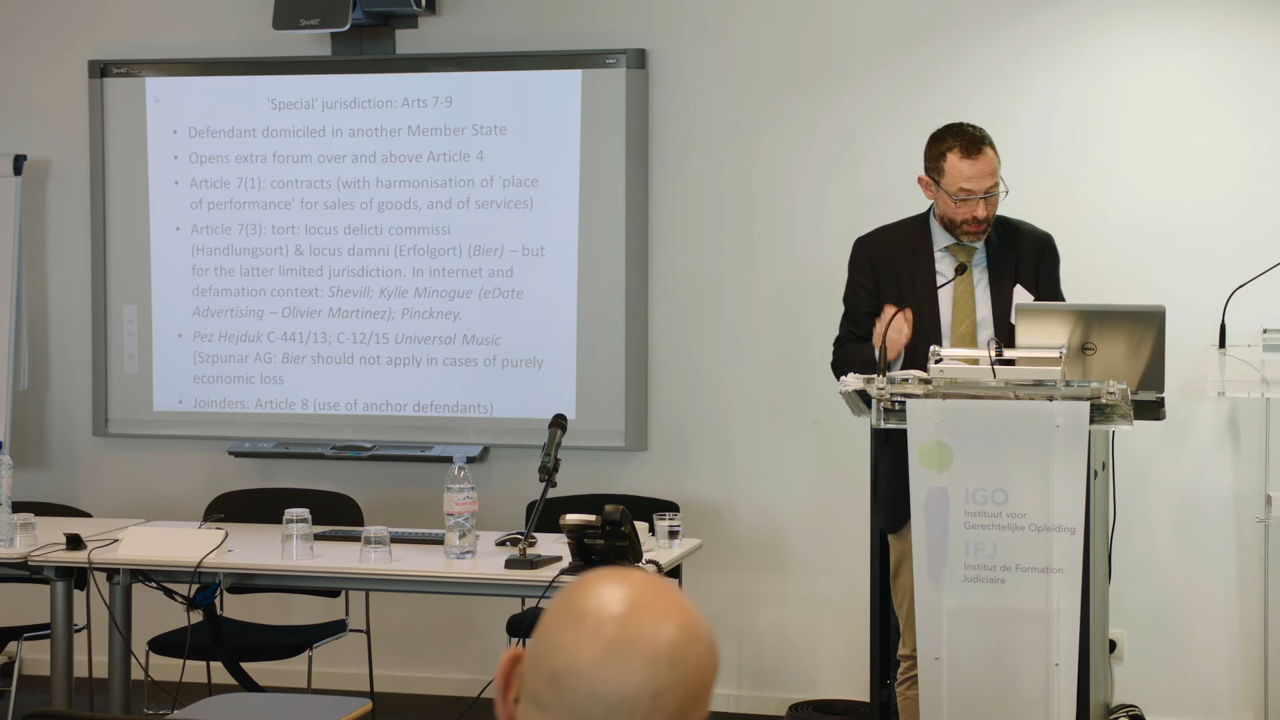 SMART
SMART
'Special' jurisdiction: Arts 7-9
• Defendant domiciled in another Member State
• Opens extra forum over and above Article 4
• Article 7(1): contracts (with harmonisation of 'place
of performance' for sales of goods, and of services)
• Article 7(3): tort: locus delicti commissi
(Handlungsort) & locus damni (Erfolgort) (Bier) – but
for the latter limited jurisdiction. In internet and
defamation context: Shevill; Kylie Minogue (eDate
Advertising – Olivier Martinez); Pinckney.
• Pez Hejduk C-441/13; C-12/15 Universal Music
[Szpunar AG: Bier should not apply in cases of purely
economic loss
• Joinders: Article 8 (use of anchor defendants)
DELL
IGO
Instituut voor
Gerechtelijke Opleiding
IFJ
Institut de Formation
Judiciaire